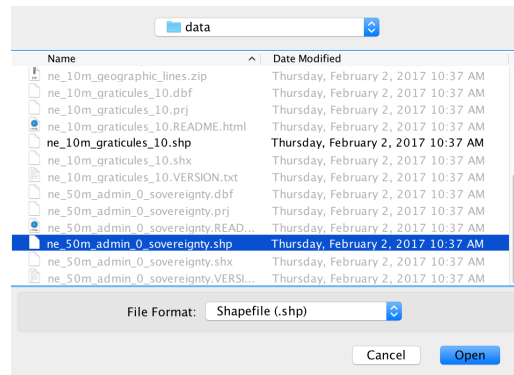 data
Name Date Modified
ne_10m_geographic_lines.zip Thursday, February 2, 2017 10:37 AM
ne_10m_graticules_10.dbf Thursday, February 2, 2017 10:37 AM
ne_10m_graticules_10.prj Thursday, February 2, 2017 10:37 AM
ne_10m_graticules_10.README.html Thursday, February 2, 2017 10:37 AM
ne_10m_graticules_10.shp Thursday, February 2, 2017 10:37 AM
ne_10m_graticules_10.shx Thursday, February 2, 2017 10:37 AM
ne_10m_graticules_10.VERSION.txt Thursday, February 2, 2017 10:37 AM
ne_50m_admin_0_sovereignty.dbf Thursday, February 2, 2017 10:37 AM
ne_50m_admin_0_sovereignty.prj Thursday, February 2, 2017 10:37 AM
ne_50m_admin_0_sovereignty.READ... Thursday, February 2, 2017 10:37 AM
ne_50m_admin_0_sovereignty.shp Thursday, February 2, 2017 10:37 AM
ne_50m_admin_0_sovereignty.shx Thursday, February 2, 2017 10:37 AM
ne_50m_admin_0_sovereignty.VERSI... Thursday, February 2, 2017 10:37 AM
File Format: Shapefile (.shp)
Cancel Open